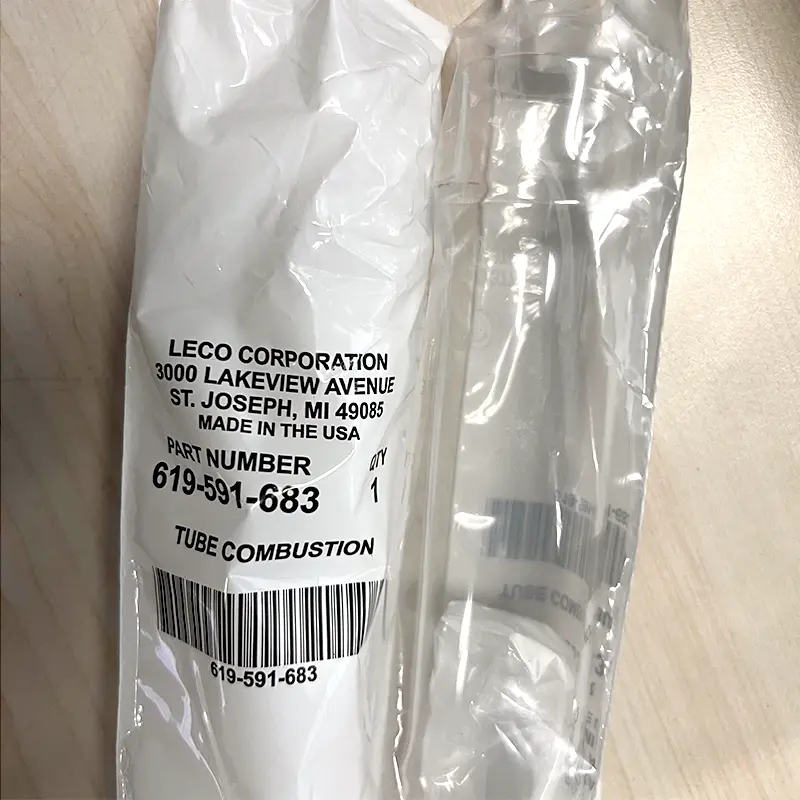 LECO CORPORATION
3000 LAKEVIEW AVENUE
ST. JOSEPH, MI 49085
MADE IN THE USA
PART NUMBER QTY
619-591-683 1
TUBE COMBUSTION
619-591-683
TUBE